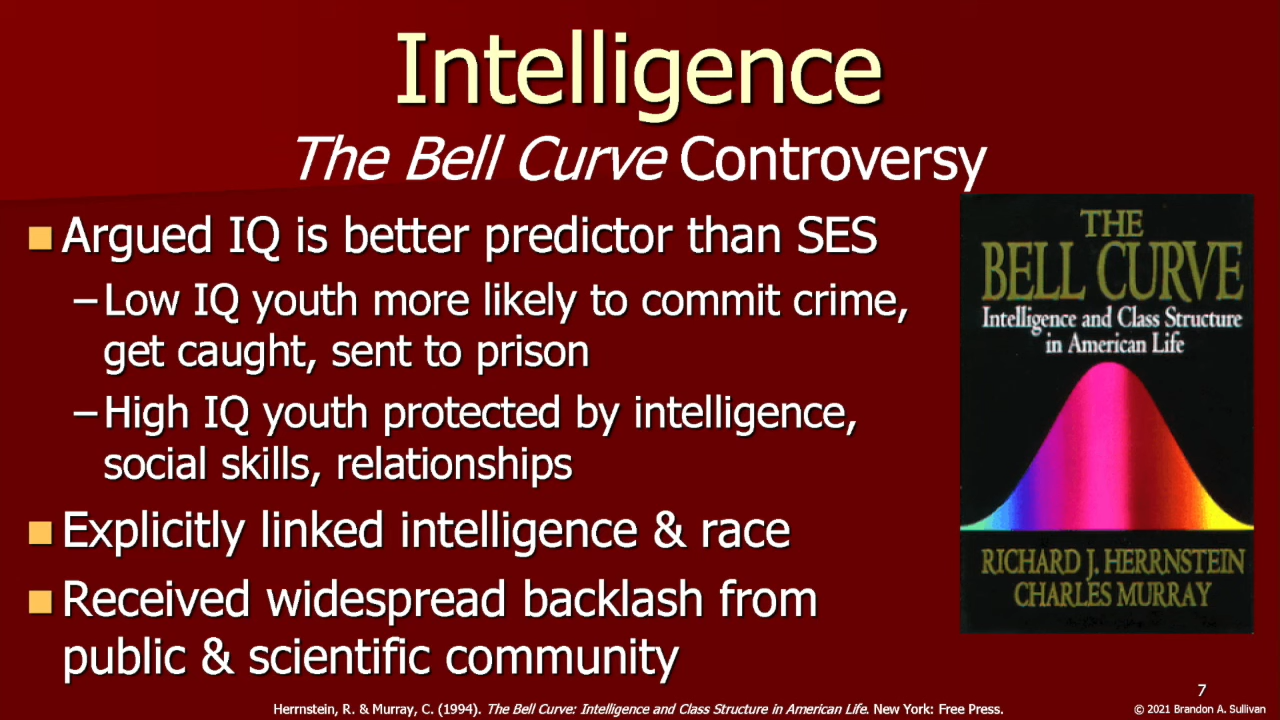 Intelligence
The Bell Curve Controversy
■ Argued IQ is better predictor than SES
–Low IQ youth more likely to commit crime,
get caught, sent to prison
–High IQ youth protected by intelligence,
social skills, relationships
■ Explicitly linked intelligence & race
■ Received widespread backlash from
public & scientific community
THE
BELL CURVE
Intelligence and Class Structure
in American Life
RICHARD J. HERRNSTEIN
CHARLES MURRAY
7
Herrnstein, R. & Murray, C. (1994). The Bell Curve: Intelligence and Class Structure in American Life. New York: Free Press.
© 2021 Brandon A. Sullivan